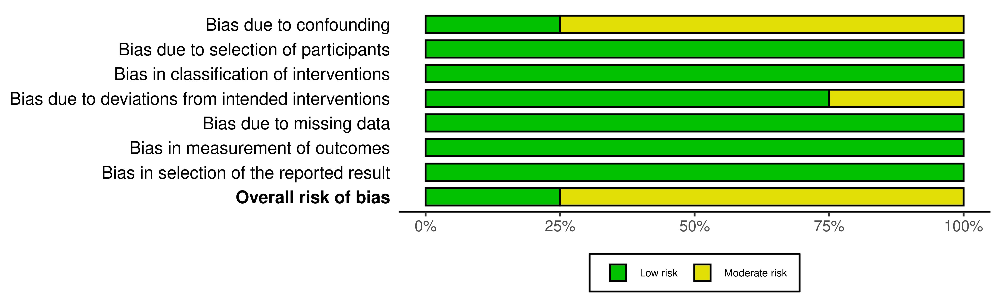 Bias due to confounding
Bias due to selection of participants
Bias in classification of interventions
Bias due to deviations from intended interventions
Bias due to missing data
Bias in measurement of outcomes
Bias in selection of the reported result
Overall risk of bias
0% 25% 50% 75% 100%
Low risk Moderate risk